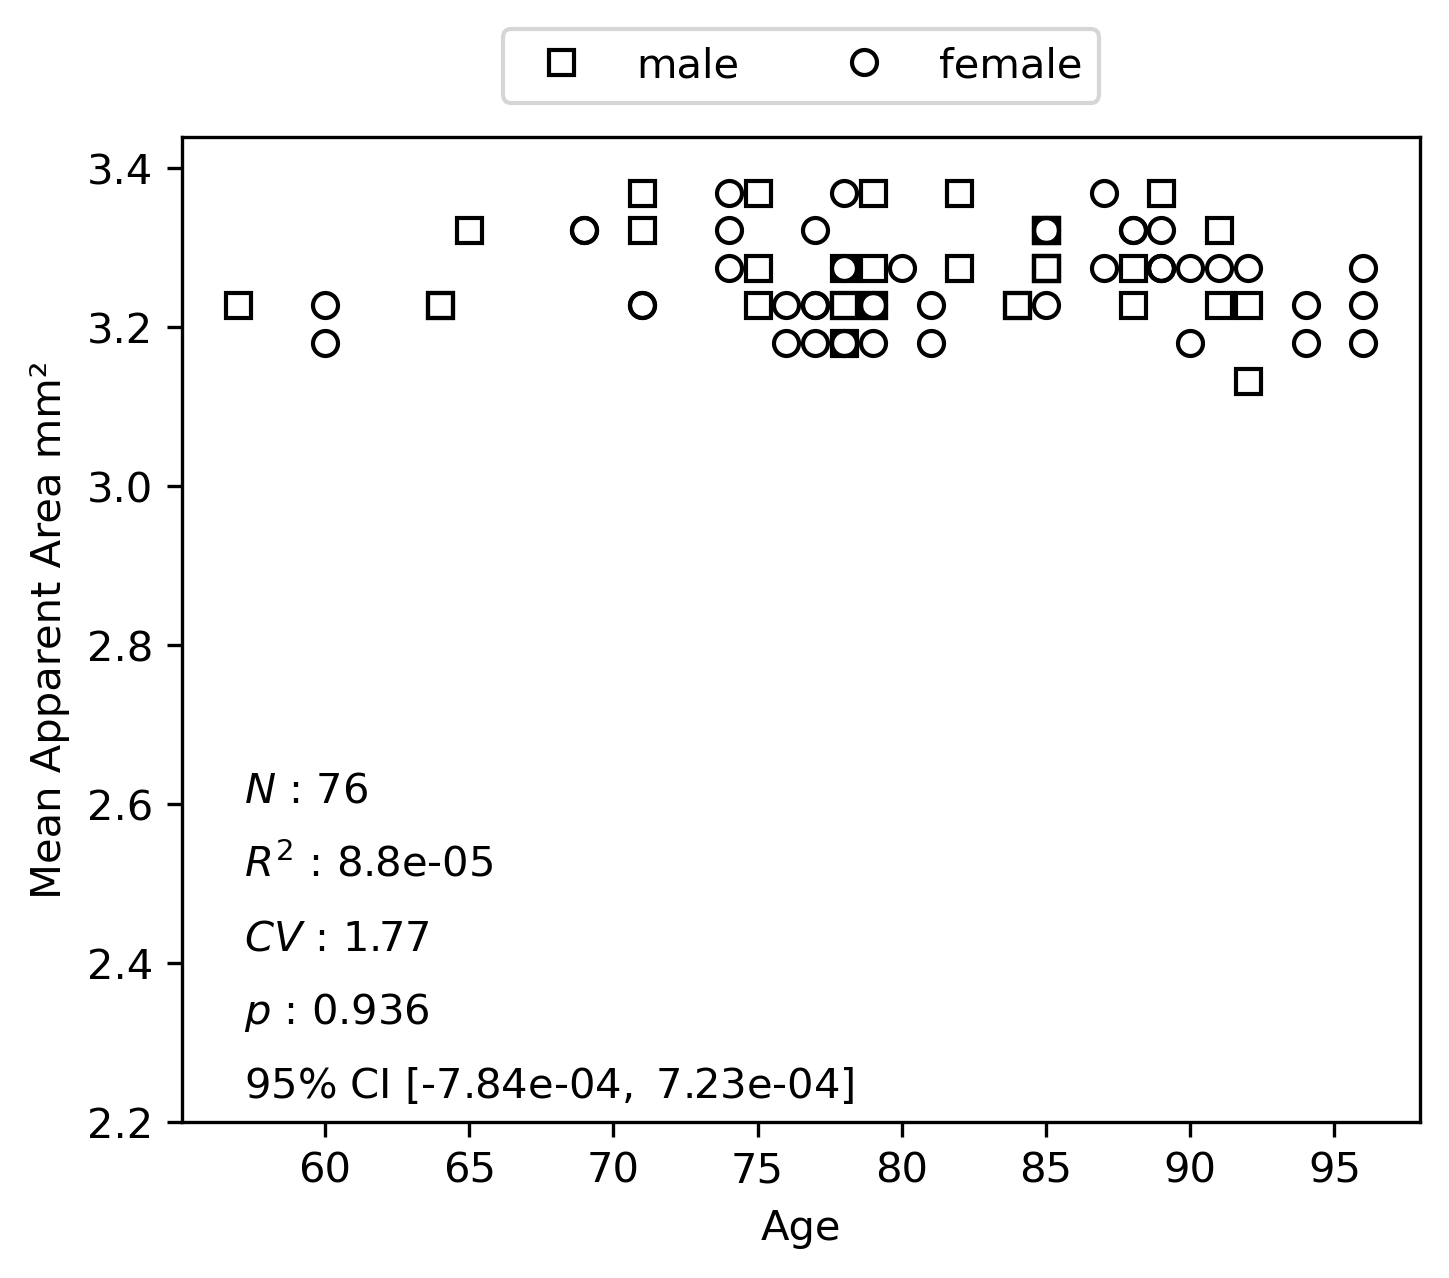 male female
3.4
3.2
3.0
2.8
2.6
2.4
2.2
Mean Apparent Area mm²
N : 76
R² : 8.8e-05
CV : 1.77
p : 0.936
95% CI [-7.84e-04, 7.23e-04]
60 65 70 75 80 85 90 95
Age